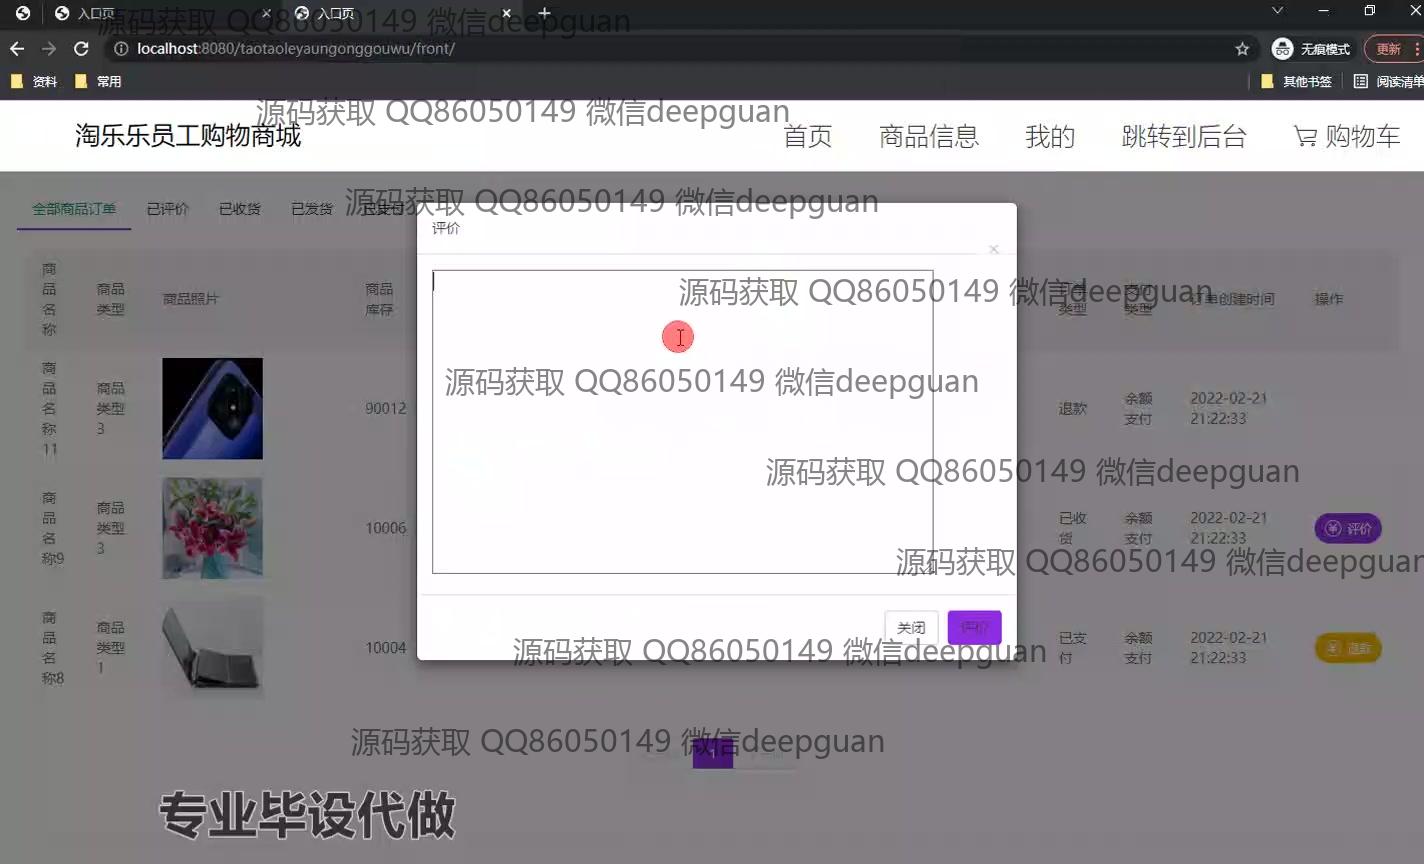 入口页 入口页
localhost:8080/taotaoleyaungonggouwu/front/ 无痕模式 更新
资料 常用 其他书签 阅读清单
源码获取 QQ86050149 微信deepguan
源码获取 QQ86050149 微信deepguan
淘乐乐员工购物商城 首页 商品信息 我的 跳转到后台 购物车
源码获取 QQ86050149 微信deepguan
全部商品订单 已评价 已收货 已发货 已支付
评价
×
源码获取 QQ86050149 微信deepguan
商品名称 商品类型 商品照片 商品库存 类型 支付类型 订单创建时间 操作
源码获取 QQ86050149 微信deepguan
商品名称11 商品类型3 90012 退款 余额支付 2022-02-21 21:22:33
源码获取 QQ86050149 微信deepguan
商品名称9 商品类型3 10006 已收货 余额支付 2022-02-21 21:22:33 评价
源码获取 QQ86050149 微信deepguan
关闭 评价
商品名称8 商品类型1 10004 已支付 余额支付 2022-02-21 21:22:33 退款
源码获取 QQ86050149 微信deepguan
源码获取 QQ86050149 微信deepguan
1
专业毕设代做